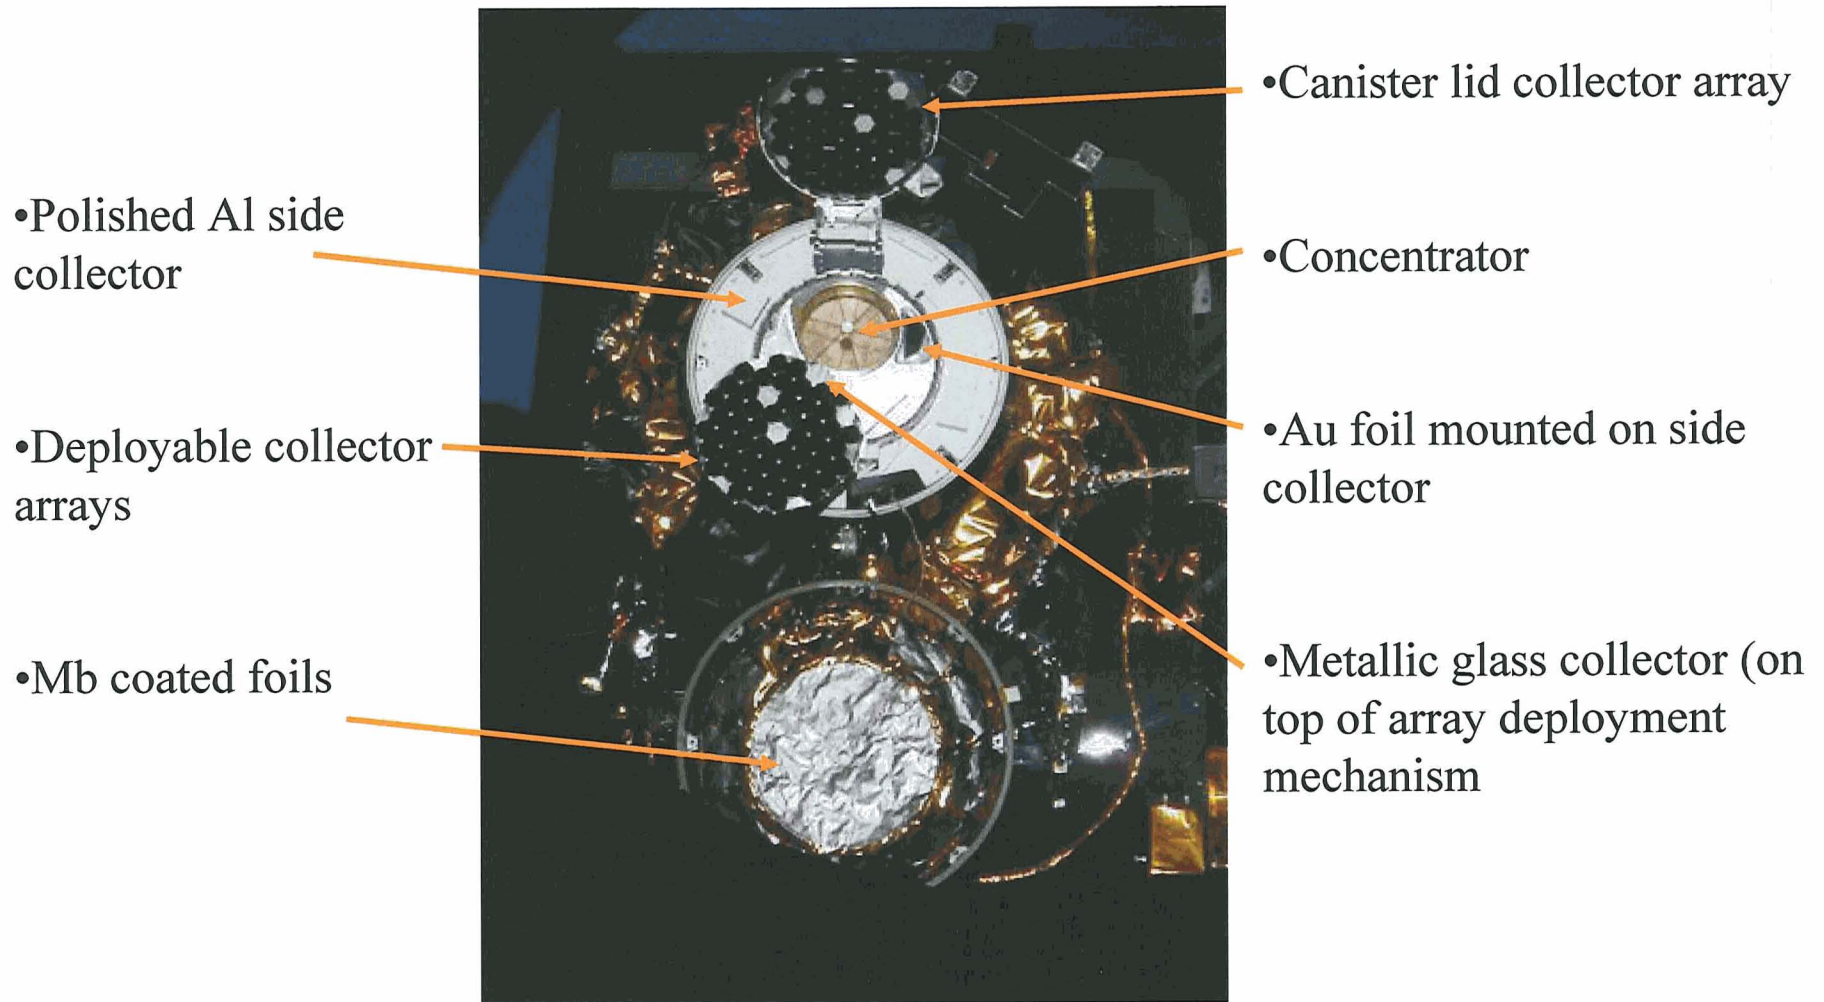 •Polished Al side
collector
•Deployable collector
arrays
•Mb coated foils
•Canister lid collector array
•Concentrator
•Au foil mounted on side
collector
•Metallic glass collector (on
top of array deployment
mechanism